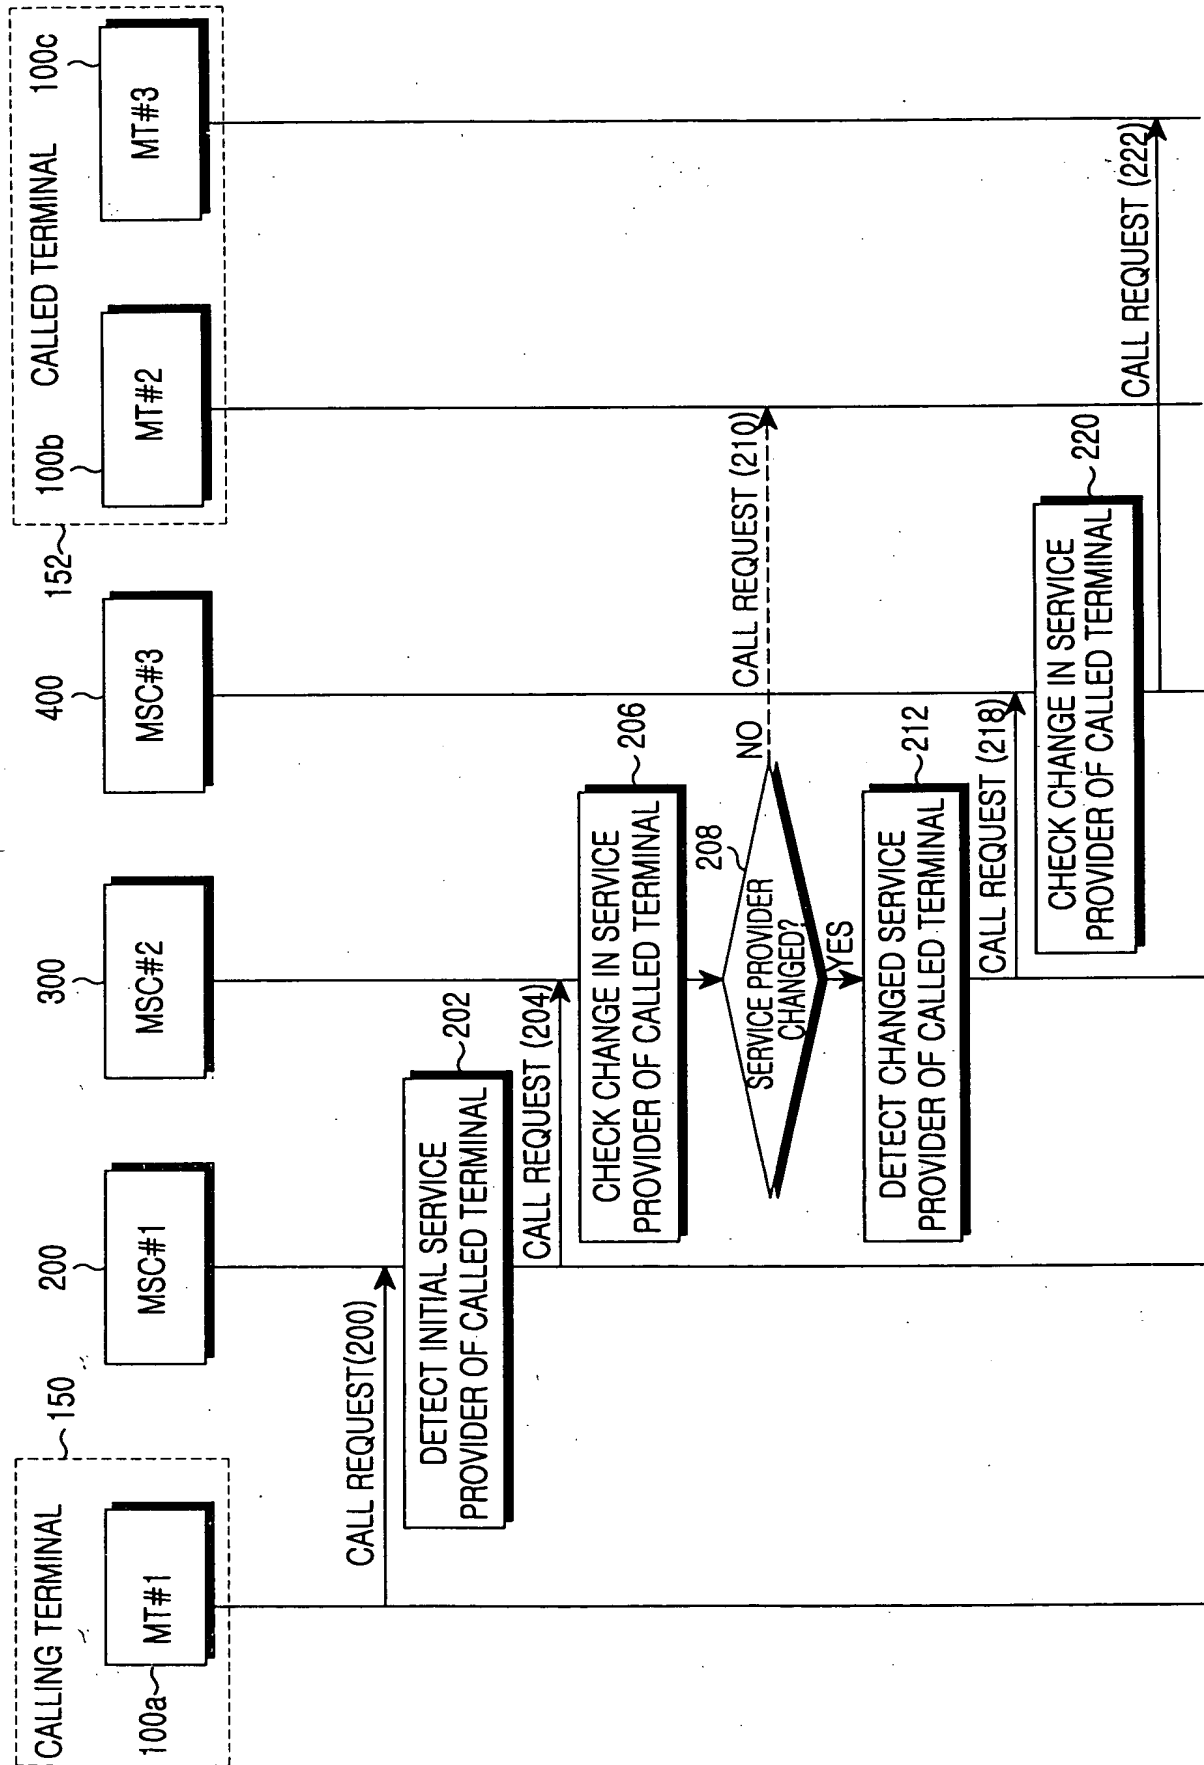 CALLING TERMINAL
MT#1
100a
150
200
MSC#1
300
MSC#2
400
MSC#3
152
CALLED TERMINAL
100b
MT#2
100c
MT#3
CALL REQUEST(200)
DETECT INITIAL SERVICE
PROVIDER OF CALLED TERMINAL
202
CALL REQUEST (204)
CHECK CHANGE IN SERVICE
PROVIDER OF CALLED TERMINAL
206
SERVICE PROVIDER
CHANGED?
208
NO
CALL REQUEST (210)
YES
DETECT CHANGED SERVICE
PROVIDER OF CALLED TERMINAL
212
CALL REQUEST (218)
CHECK CHANGE IN SERVICE
PROVIDER OF CALLED TERMINAL
220
CALL REQUEST (222)